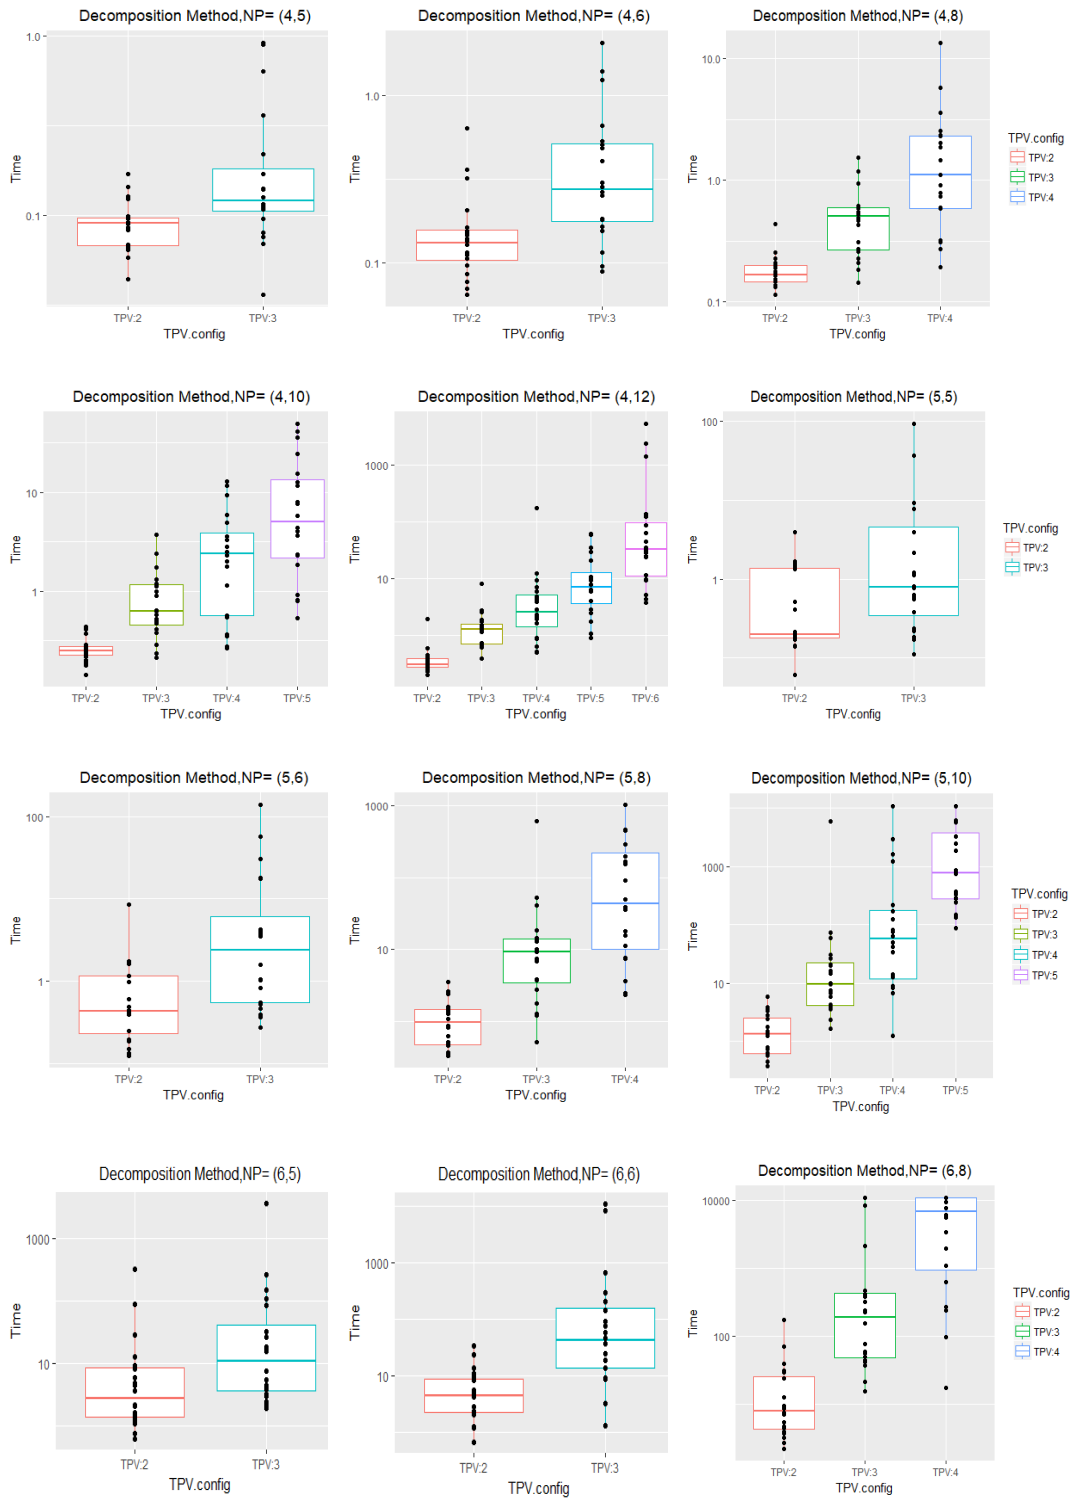 Decomposition Method,NP= (4,5)
Time
1.0
0.1
TPV:2 TPV:3
TPV.config
Decomposition Method,NP= (4,6)
Time
1.0
0.1
TPV:2 TPV:3
TPV.config
Decomposition Method,NP= (4,8)
Time
10.0
1.0
0.1
TPV:2 TPV:3 TPV:4
TPV.config
TPV.config
TPV:2
TPV:3
TPV:4
Decomposition Method,NP= (4,10)
Time
10
1
TPV:2 TPV:3 TPV:4 TPV:5
TPV.config
Decomposition Method,NP= (4,12)
Time
1000
10
TPV:2 TPV:3 TPV:4 TPV:5 TPV:6
TPV.config
Decomposition Method,NP= (5,5)
Time
100
1
TPV:2 TPV:3
TPV.config
TPV.config
TPV:2
TPV:3
Decomposition Method,NP= (5,6)
Time
100
1
TPV:2 TPV:3
TPV.config
Decomposition Method,NP= (5,8)
Time
1000
10
TPV:2 TPV:3 TPV:4
TPV.config
Decomposition Method,NP= (5,10)
Time
1000
10
TPV:2 TPV:3 TPV:4 TPV:5
TPV.config
TPV.config
TPV:2
TPV:3
TPV:4
TPV:5
Decomposition Method,NP= (6,5)
Time
1000
10
TPV:2 TPV:3
TPV.config
Decomposition Method,NP= (6,6)
Time
1000
10
TPV:2 TPV:3
TPV.config
Decomposition Method,NP= (6,8)
Time
10000
100
TPV:2 TPV:3 TPV:4
TPV.config
TPV.config
TPV:2
TPV:3
TPV:4